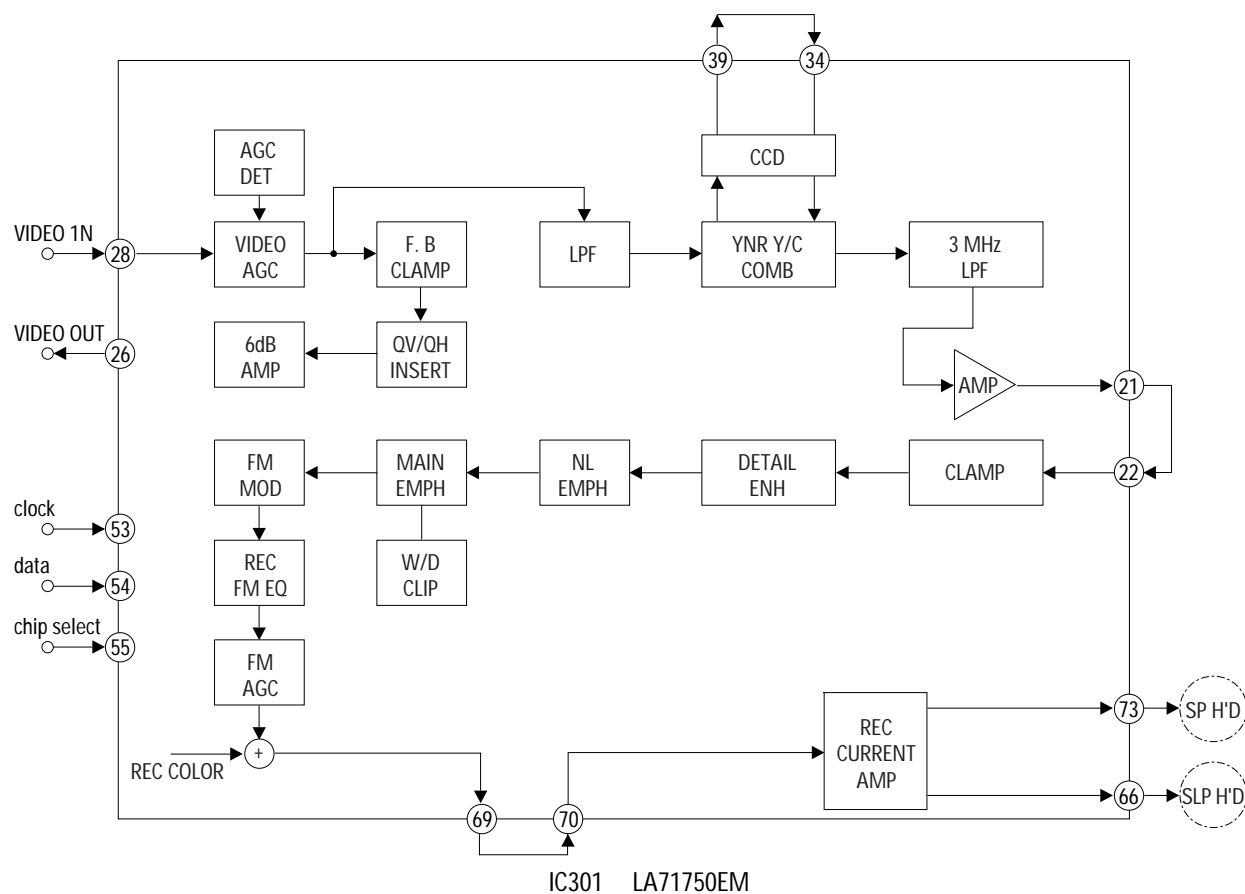 39
34
AGC
DET
CCD
VIDEO 1N
28
VIDEO
AGC
F. B
CLAMP
LPF
YNR Y/C
COMB
3 MHz
LPF
VIDEO OUT
26
6dB
AMP
QV/QH
INSERT
AMP
21
FM
MOD
MAIN
EMPH
NL
EMPH
DETAIL
ENH
CLAMP
22
clock
53
REC
FM EQ
W/D
CLIP
data
54
chip select
55
FM
AGC
REC
CURRENT
AMP
73
SP H'D
REC COLOR
+
66
SLP H'D
69
70
IC301 LA71750EM